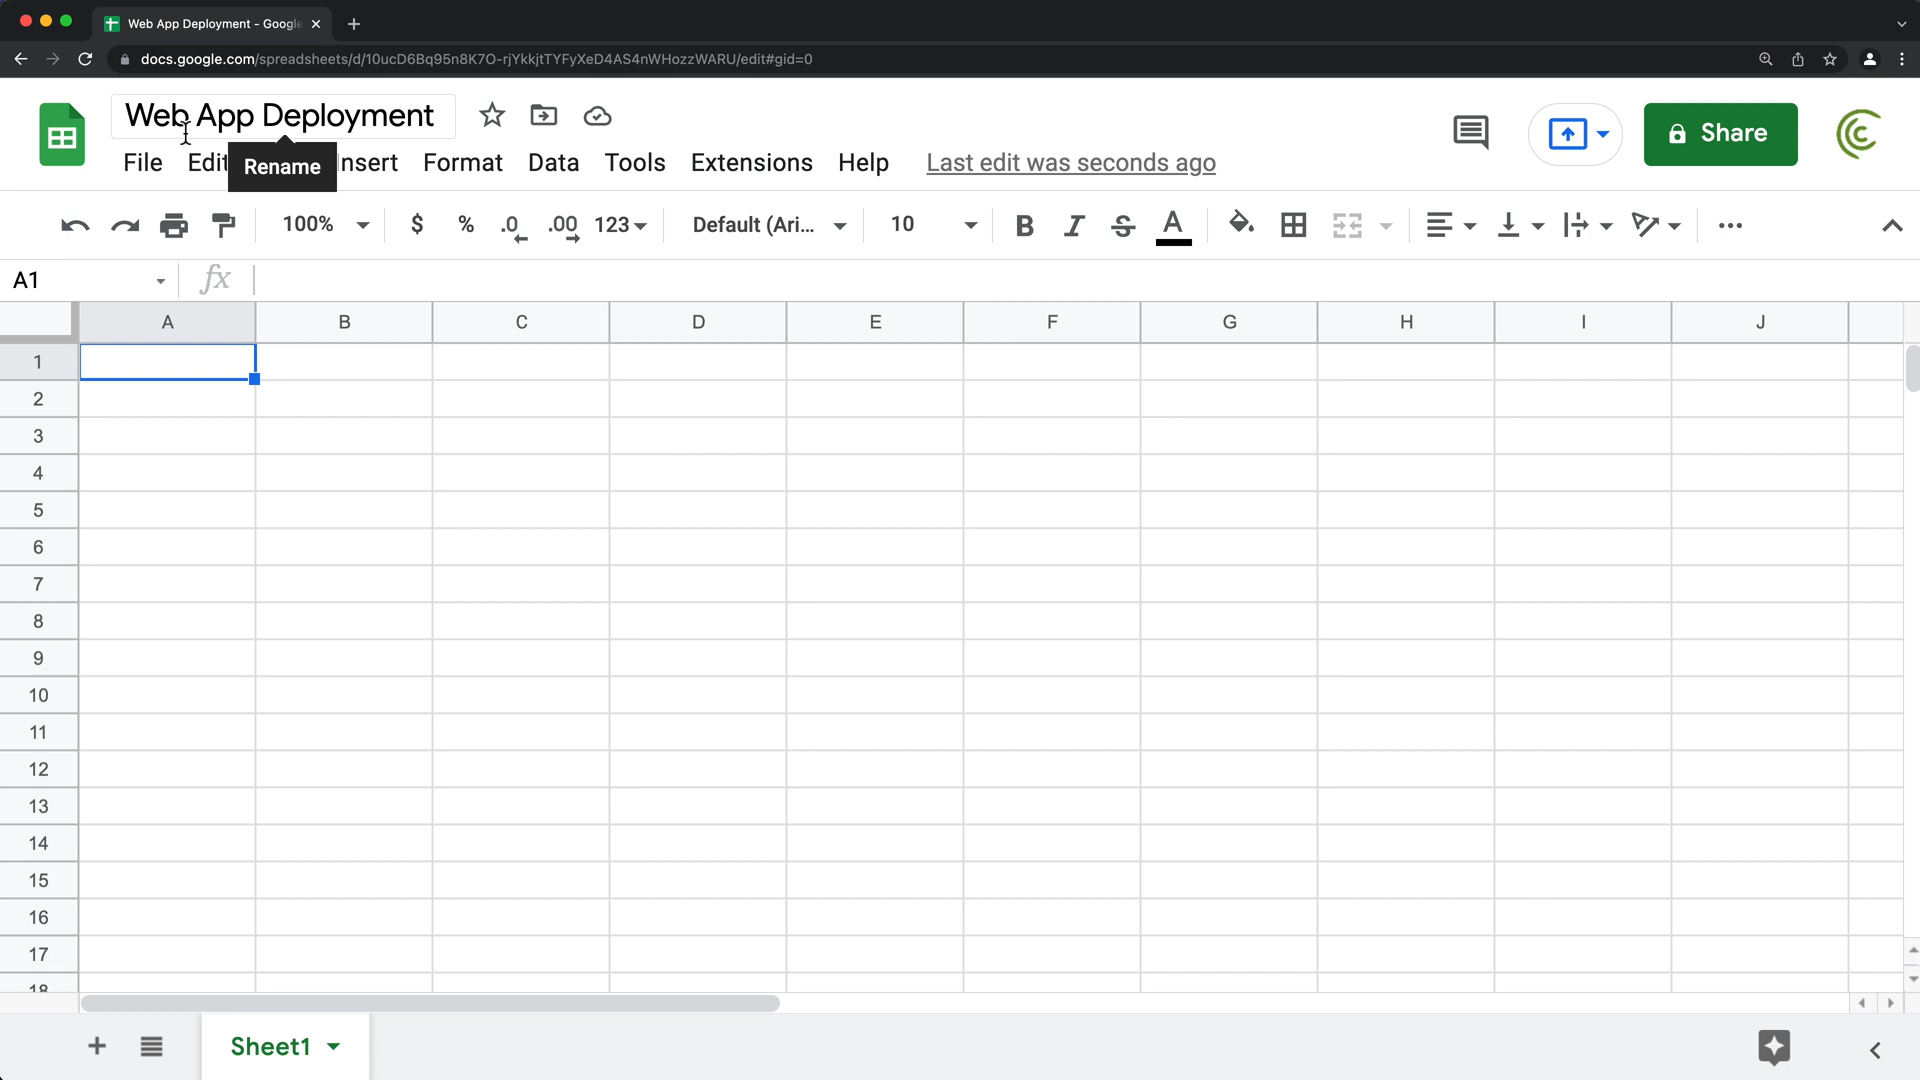 Web App Deployment - Google
docs.google.com/spreadsheets/d/10ucD6Bq95n8K7O-rjYkkjtTYFyXeD4AS4nWHozzWARU/edit#gid=0
Web App Deployment
File Edit Insert Format Data Tools Extensions Help Last edit was seconds ago
Rename
Share
100% $ % .0 .00 123 Default (Ari... 10 B I S A
A1 fx
A B C D E F G H I J
1
2
3
4
5
6
7
8
9
10
11
12
13
14
15
16
17
18
Sheet1